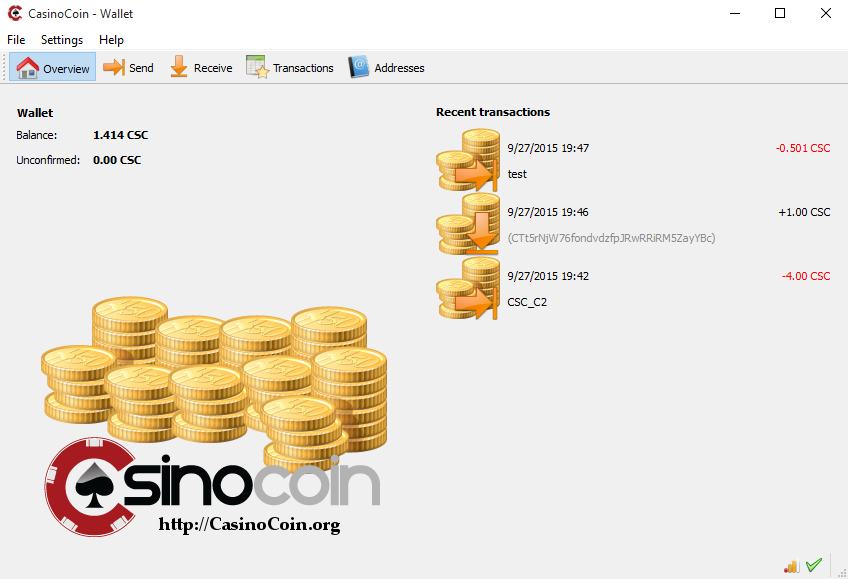 CasinoCoin - Wallet
File Settings Help
Overview Send Receive Transactions Addresses
Wallet
Balance: 1.414 CSC
Unconfirmed: 0.00 CSC
Recent transactions
9/27/2015 19:47 -0.501 CSC
test
9/27/2015 19:46 +1.00 CSC
(CTt5rNjW76fondvdzfpJRwRRiRM5ZayYBc)
9/27/2015 19:42 -4.00 CSC
CSC_C2
Csinocoin
http://CasinoCoin.org